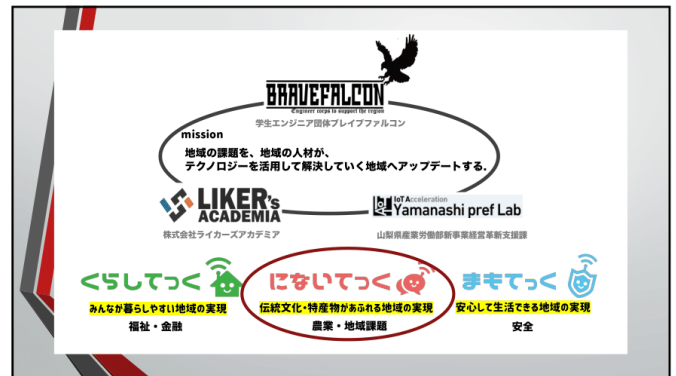 BRAVEFALCON
Engineer corps to support the region
学生エンジニア団体ブレイブファルコン
mission
地域の課題を、地域の人材が、
テクノロジーを活用して解決していく地域へアップデートする.
LIKER's
ACADEMIA
株式会社ライカーズアカデミア
IoT Acceleration
Yamanashi pref Lab
山梨県産業労働部新事業経営革新支援課
くらしてっく
みんなが暮らしやすい地域の実現
福祉・金融
にないてっく
伝統文化・特産物があふれる地域の実現
農業・地域課題
まもてっく
安心して生活できる地域の実現
安全